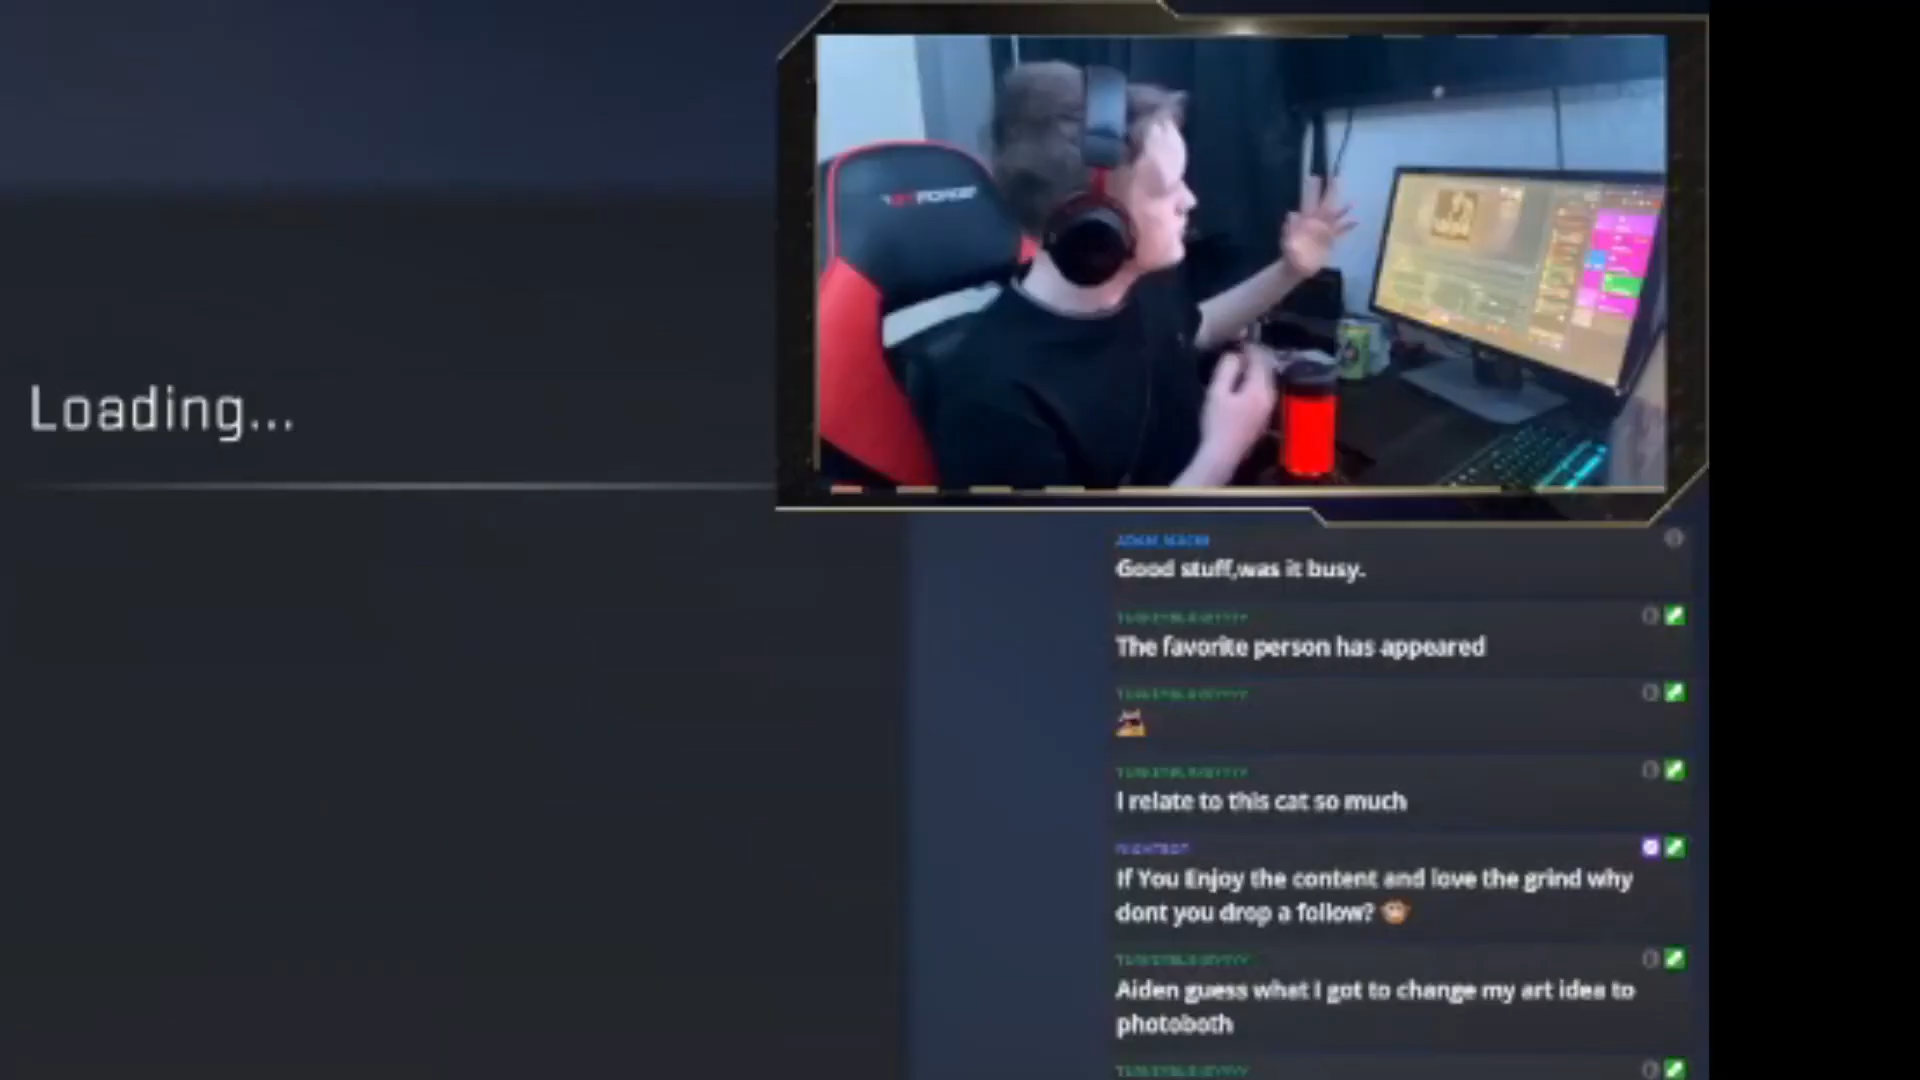 Loading...
Good stuff,was it busy.
The favorite person has appeared
I relate to this cat so much
NIGHTBOT
If You Enjoy the content and love the grind why
dont you drop a follow?
Aiden guess what I got to change my art idea to
photoboth